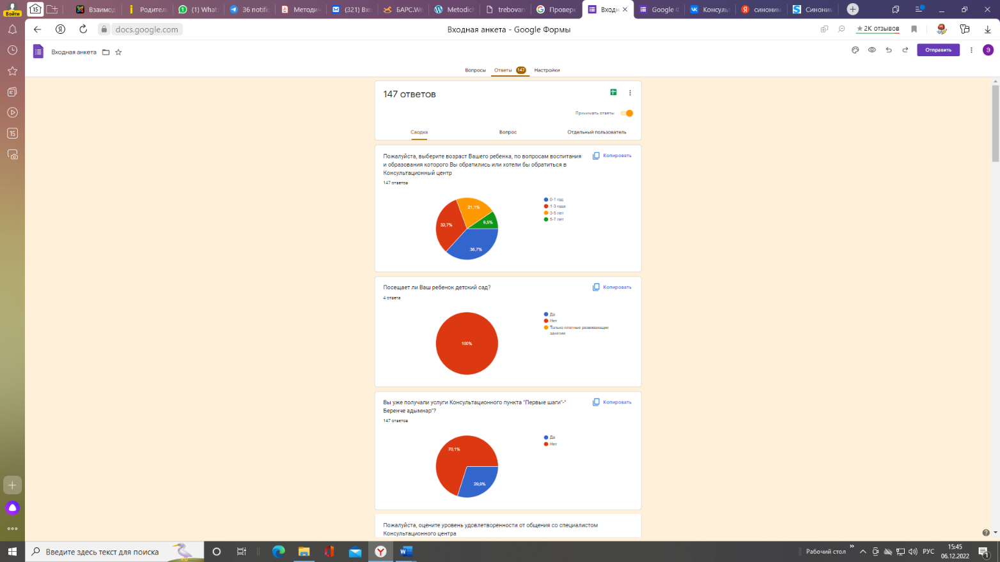 Войти
15
Взаимод
Родител
(1) What
36 notific
Методич
(321) Вхо
БАРС.We
Metodich
trebovan
Проверк
Входн
Google Ф
Консуль
синоним
Синоним
docs.google.com
Входная анкета - Google Формы
2K отзывов
Входная анкета
Отправить
Э
Вопросы
Ответы 147
Настройки
147 ответов
Принимать ответы
Сводка
Вопрос
Отдельный пользователь
Пожалуйста, выберите возраст Вашего ребенка, по вопросам воспитания
и образования которого Вы обратились или хотели бы обратиться в
Консультационный центр
Копировать
147 ответов
21,1%
32,7%
9,5%
36,7%
0-1 год
1-3 года
3-5 лет
5-7 лет
Посещает ли Ваш ребенок детский сад?
Копировать
4 ответа
100%
Да
Нет
Только платные развивающие
занятия
Вы уже получали услуги Консультационного пункта "Первые шаги"-"
Беренче адымнар"?
Копировать
147 ответов
70,1%
29,9%
Да
Нет
Пожалуйста, оцените уровень удовлетворенности от общения со специалистом
Консультационного центра
15
Введите здесь текст для поиска
Рабочий стол
РУС
15:45
06.12.2022
1